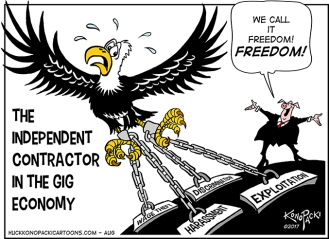 WE CALL
IT
FREEDOM!
FREEDOM!
THE
INDEPENDENT
CONTRACTOR
IN THE GIG
ECONOMY
WAGE THEFT
HARASSMENT
DISCRIMINATION
EXPLOITATION
KONOPACKI
©2017
HUCKKONOPACKICARTOONS.COM - AUG